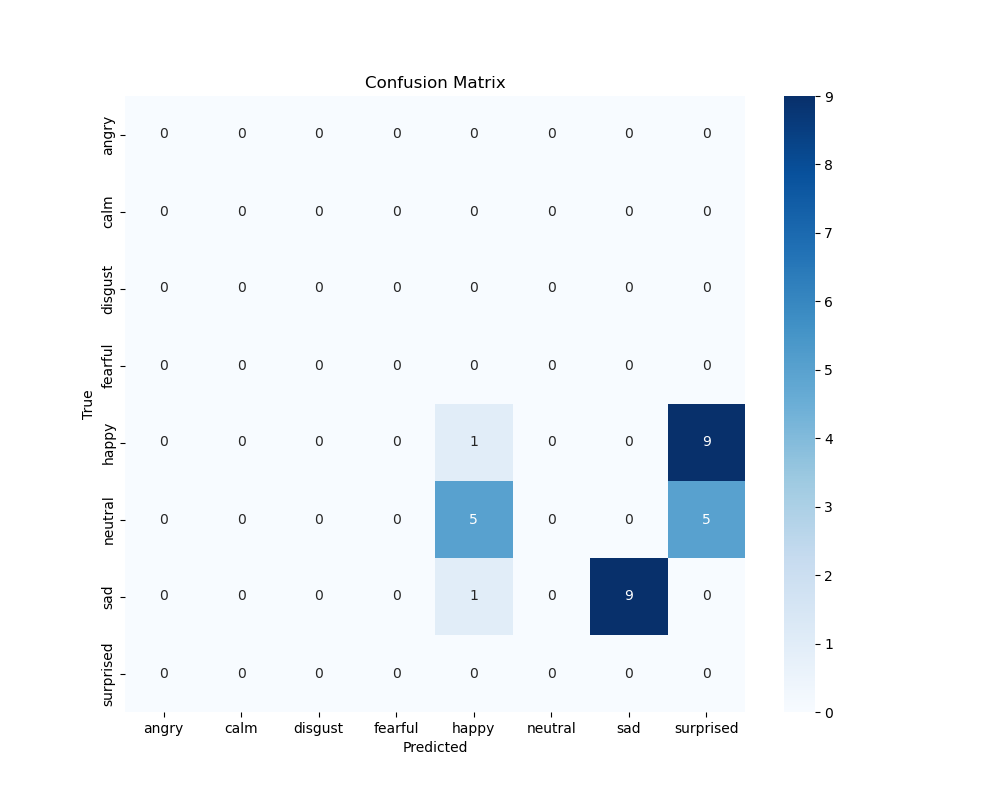 Confusion Matrix
angry 0 0 0 0 0 0 0 0
calm 0 0 0 0 0 0 0 0
disgust 0 0 0 0 0 0 0 0
fearful 0 0 0 0 0 0 0 0
happy 0 0 0 0 1 0 0 9
neutral 0 0 0 0 5 0 0 5
sad 0 0 0 0 1 0 9 0
surprised 0 0 0 0 0 0 0 0
True
angry calm disgust fearful happy neutral sad surprised
Predicted
9
8
7
6
5
4
3
2
1
0